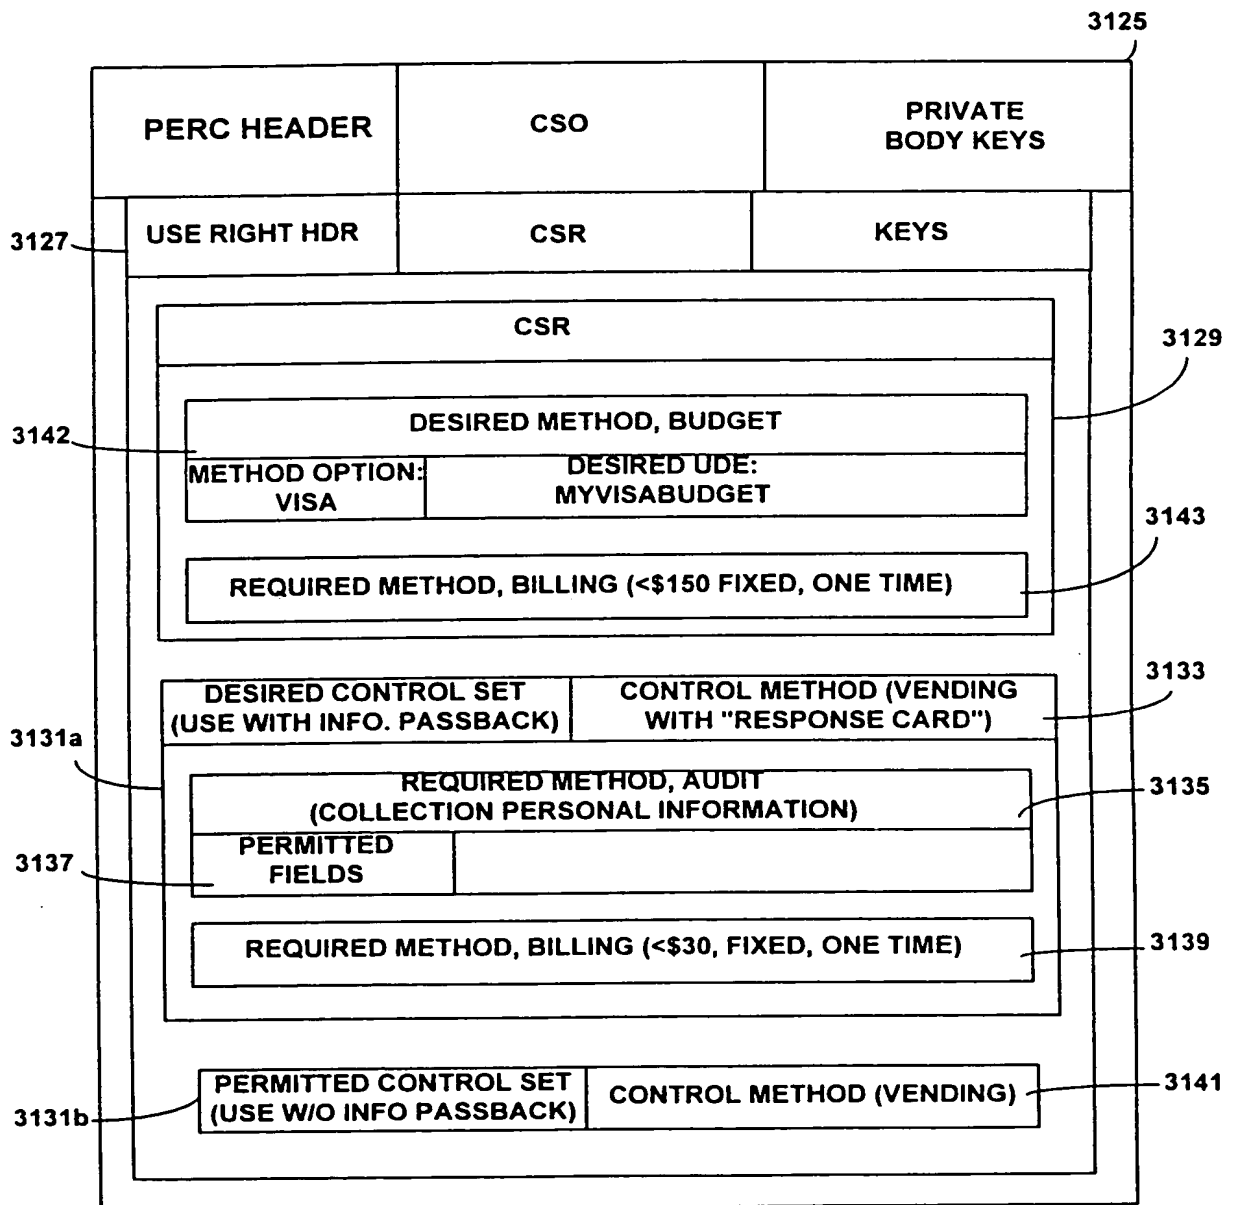 3125
PERC HEADER
CSO
PRIVATE
BODY KEYS
3127
USE RIGHT HDR
CSR
KEYS
CSR
3129
DESIRED METHOD, BUDGET
3142
METHOD OPTION:
VISA
DESIRED UDE:
MYVISABUDGET
3143
REQUIRED METHOD, BILLING (<$150 FIXED, ONE TIME)
DESIRED CONTROL SET
(USE WITH INFO. PASSBACK)
CONTROL METHOD (VENDING
WITH "RESPONSE CARD")
3133
3131a
REQUIRED METHOD, AUDIT
(COLLECTION PERSONAL INFORMATION)
3135
3137
PERMITTED
FIELDS
REQUIRED METHOD, BILLING (<$30, FIXED, ONE TIME)
3139
PERMITTED CONTROL SET
(USE W/O INFO PASSBACK)
CONTROL METHOD (VENDING)
3141
3131b